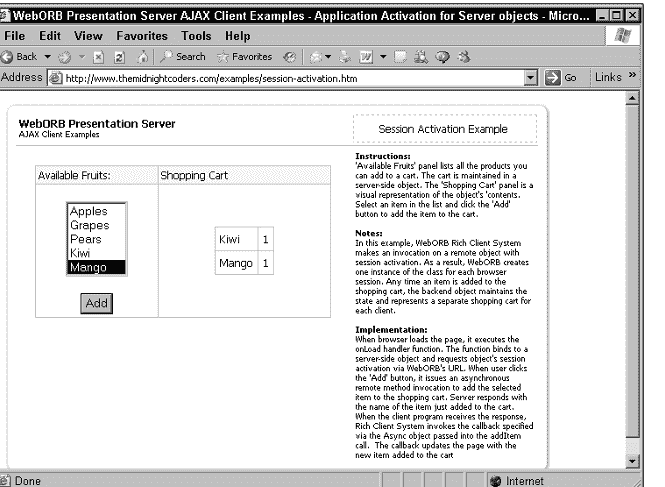 WebORB Presentation Server AJAX Client Examples - Application Activation for Server objects - Micro...
File Edit View Favorites Tools Help
Back Search Favorites
Address http://www.themidnightcoders.com/examples/session-activation.htm Go Links »
WebORB Presentation Server
AJAX Client Examples
Session Activation Example
Available Fruits: Shopping Cart
Apples
Grapes
Pears
Kiwi
Mango
Add
Kiwi 1
Mango 1
Instructions:
'Available Fruits' panel lists all the products you
can add to a cart. The cart is maintained in a
server-side object. The 'Shopping Cart' panel is a
visual representation of the object's 'contents.
Select an item in the list and click the 'Add'
button to add the item to the cart.
Notes:
In this example, WebORB Rich Client System
makes an invocation on a remote object with
session activation. As a result, WebORB creates
one instance of the class for each browser
session. Any time an item is added to the
shopping cart, the backend object maintains the
state and represents a separate shopping cart for
each client.
Implementation:
When browser loads the page, it executes the
onLoad handler function. The function binds to a
server-side object and requests object's session
activation via WebORB's URL. When user clicks
the 'Add' button, it issues an asynchronous
remote method invocation to add the selected
item to the shopping cart. Server responds with
the name of the item just added to the cart.
When the client program receives the response,
Rich Client System invokes the callback specified
via the Async object passed into the addItem
call. The callback updates the page with the
new item added to the cart
Done Internet